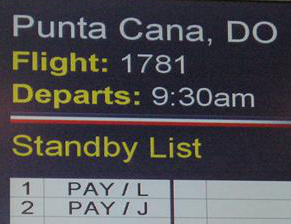 Punta Cana, DO
Flight: 1781
Departs: 9:30am
Standby List
1 PAY / L
2 PAY / J